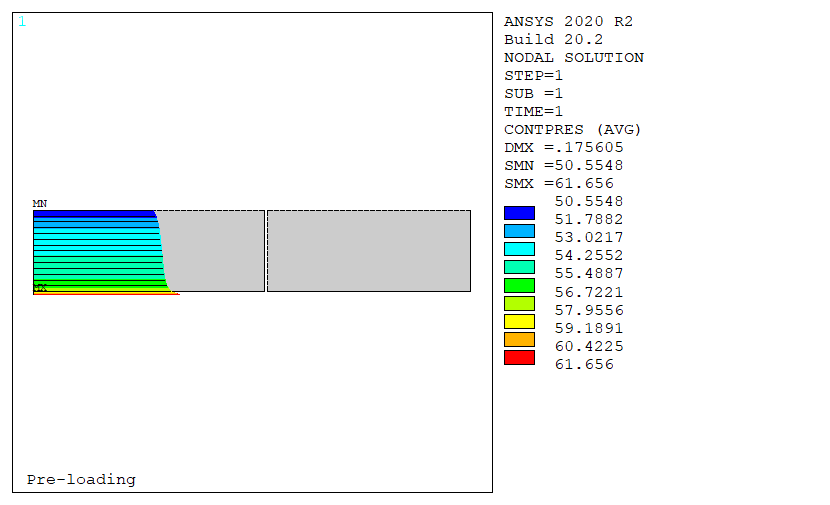 1
ANSYS 2020 R2
Build 20.2
NODAL SOLUTION
STEP=1
SUB =1
TIME=1
CONTPRES (AVG)
DMX =.175605
SMN =50.5548
SMX =61.656
50.5548
51.7882
53.0217
54.2552
55.4887
56.7221
57.9556
59.1891
60.4225
61.656
MN
MX
Pre-loading